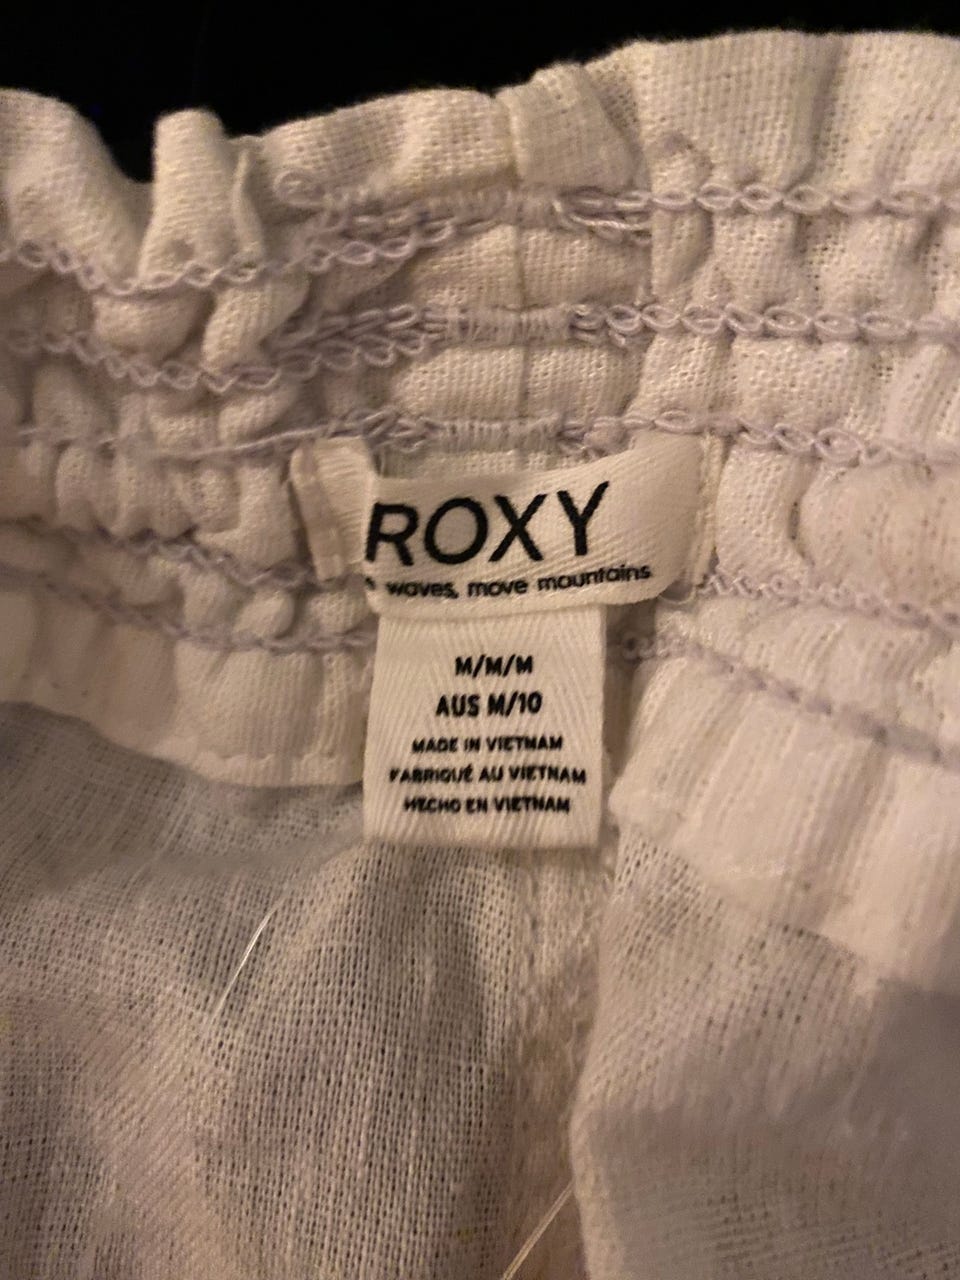 ROXY
waves, move mountains
M/M/M
AUS M/10
MADE IN VIETNAM
FABRIQUÉ AU VIETNAM
HECHO EN VIETNAM